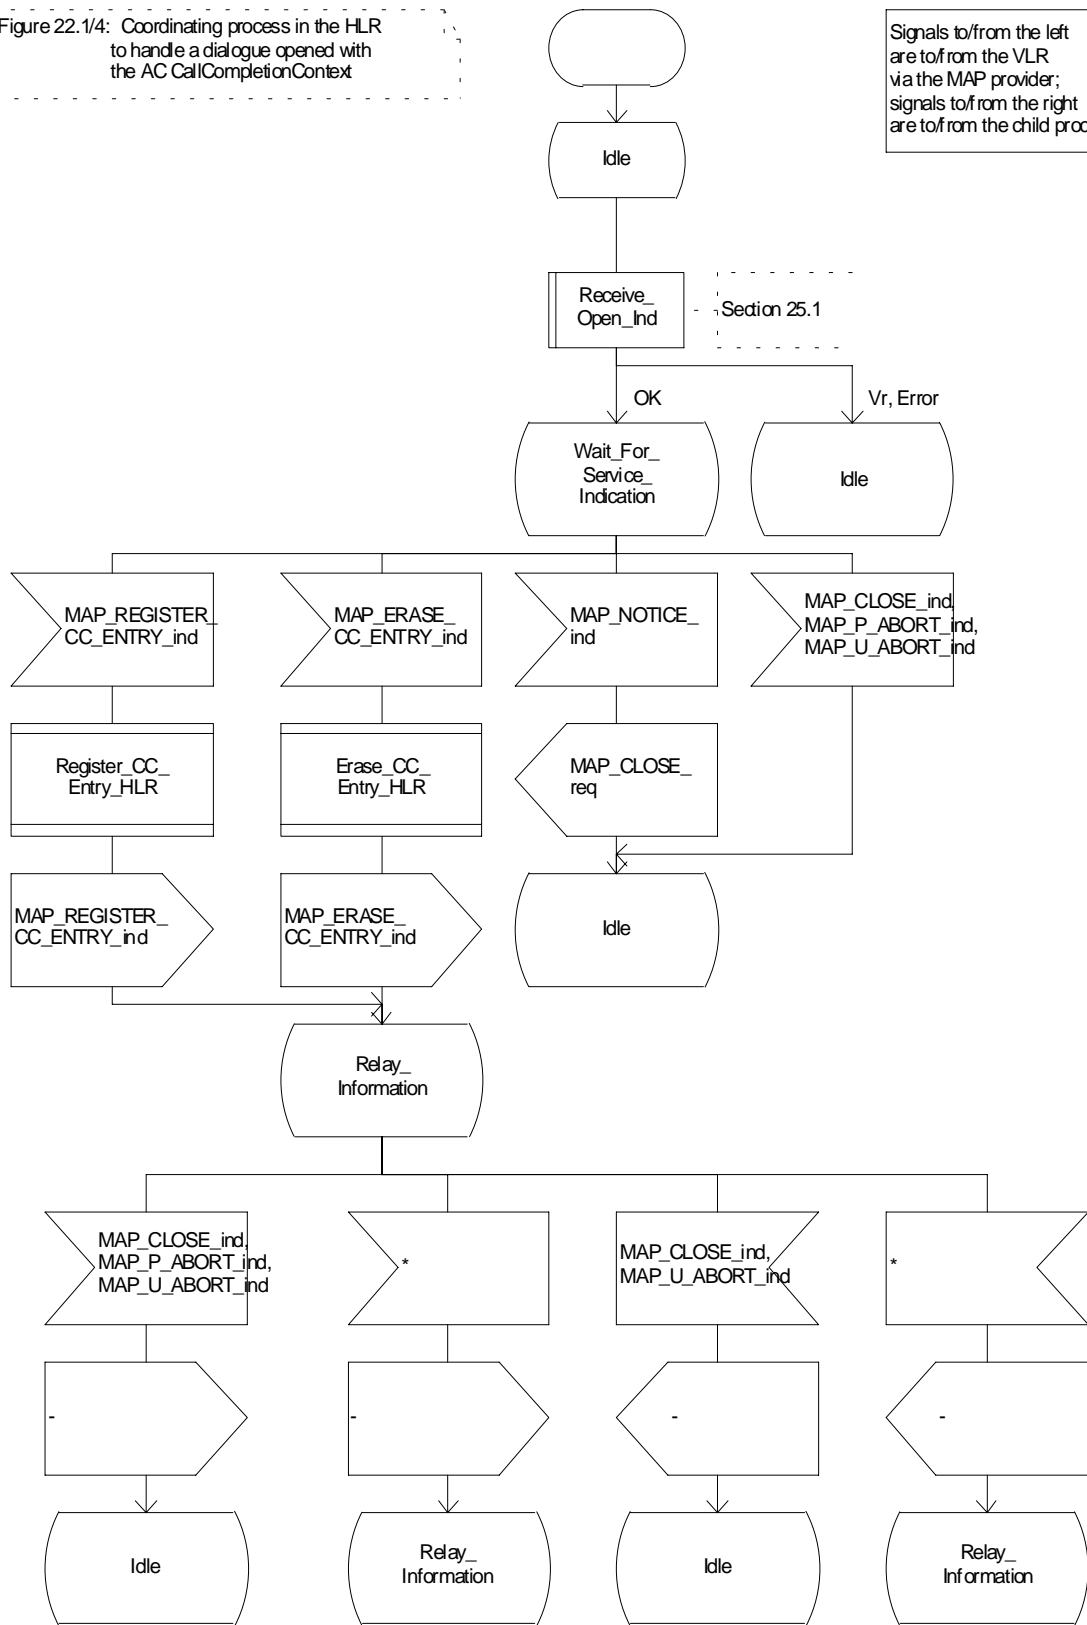 Figure 22.1/4: Coordinating process in the HLR
to handle a dialogue opened with
the AC CallCompletionContext
Signals to/from the left
are to/from the VLR
via the MAP provider;
signals to/from the right
are to/from the child proc
Idle
Receive_
Open_Ind
Section 25.1
OK
Vr, Error
Wait_For_
Service_
Indication
Idle
MAP_REGISTER_
CC_ENTRY_ind
MAP_ERASE_
CC_ENTRY_ind
MAP_NOTICE_
ind
MAP_CLOSE_ind,
MAP_P_ABORT_ind,
MAP_U_ABORT_ind
Register_CC_
Entry_HLR
Erase_CC_
Entry_HLR
MAP_CLOSE_
req
MAP_REGISTER_
CC_ENTRY_ind
MAP_ERASE_
CC_ENTRY_ind
Idle
Relay_
Information
MAP_CLOSE_ind,
MAP_P_ABORT_ind,
MAP_U_ABORT_ind
*
MAP_CLOSE_ind,
MAP_U_ABORT_ind
*
-
-
-
-
Idle
Relay_
Information
Idle
Relay_
Information